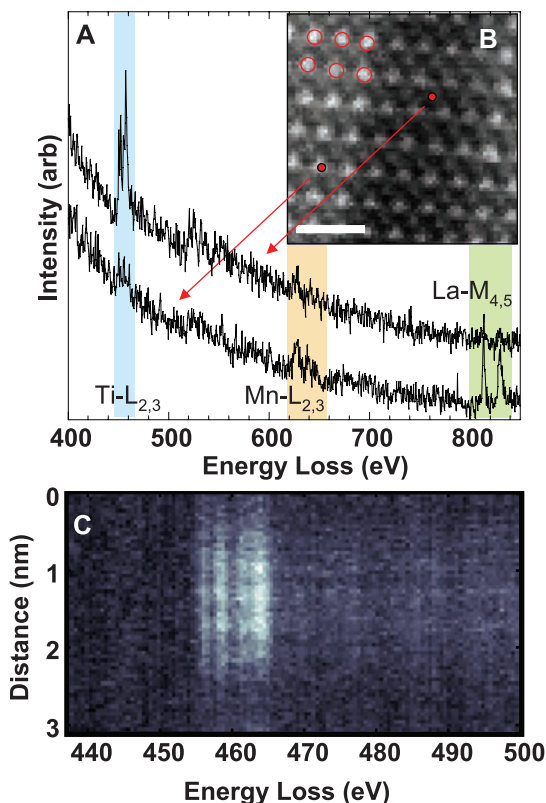 A
B
Intensity (arb)
La-M4,5
Ti-L2,3
Mn-L2,3
400 500 600 700 800
Energy Loss (eV)
C
0
1
2
3
Distance (nm)
440 450 460 470 480 490 500
Energy Loss (eV)